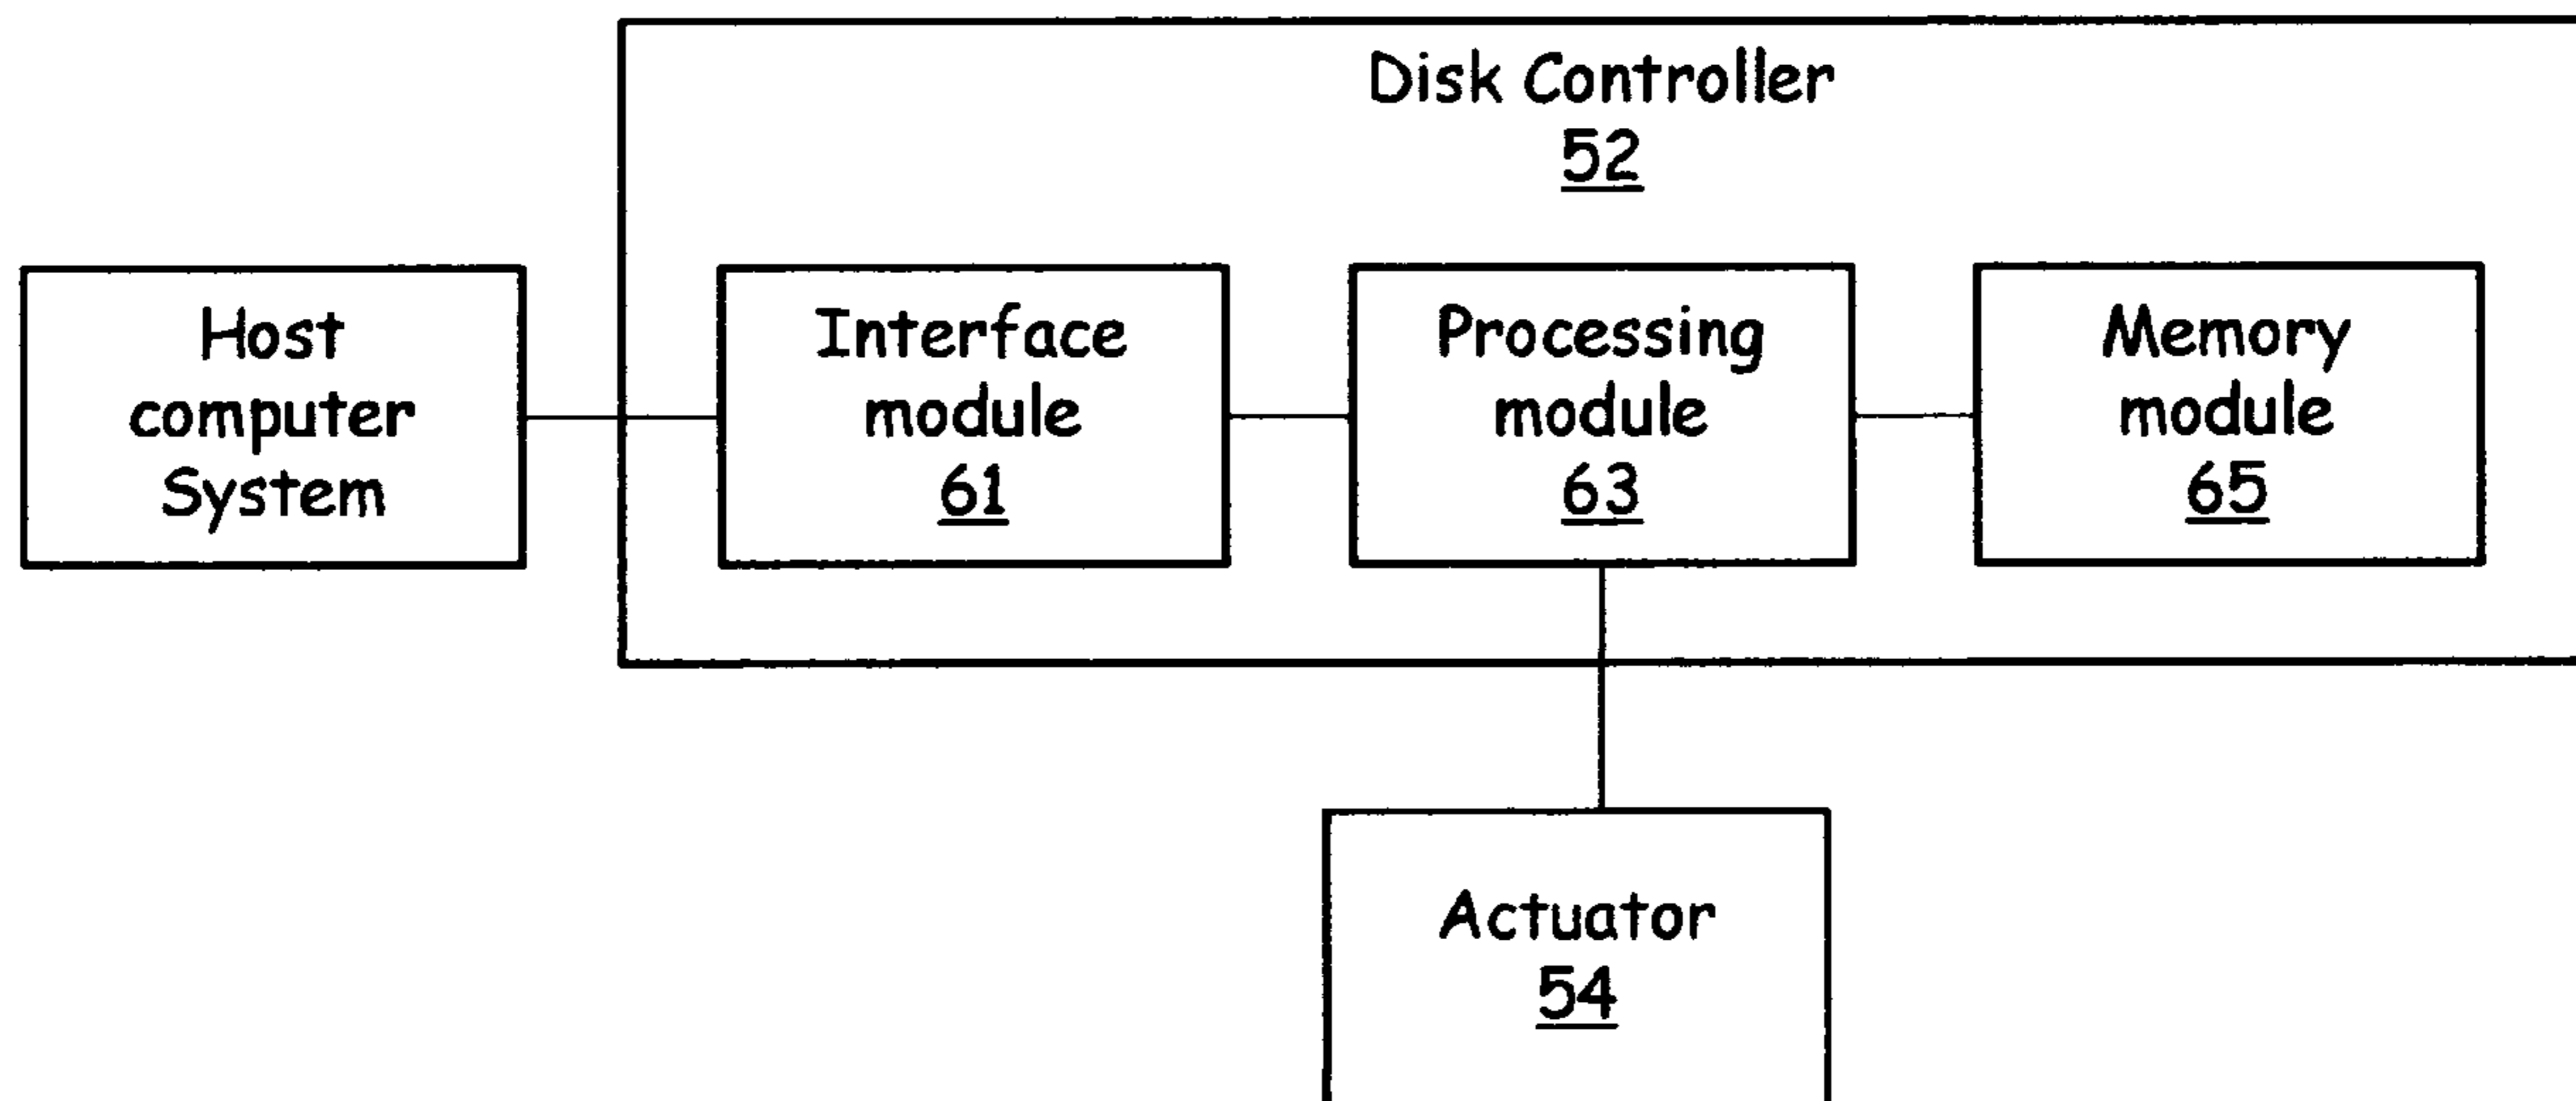 Disk Controller
52
Host
computer
System
Interface
module
61
Processing
module
63
Memory
module
65
Actuator
54